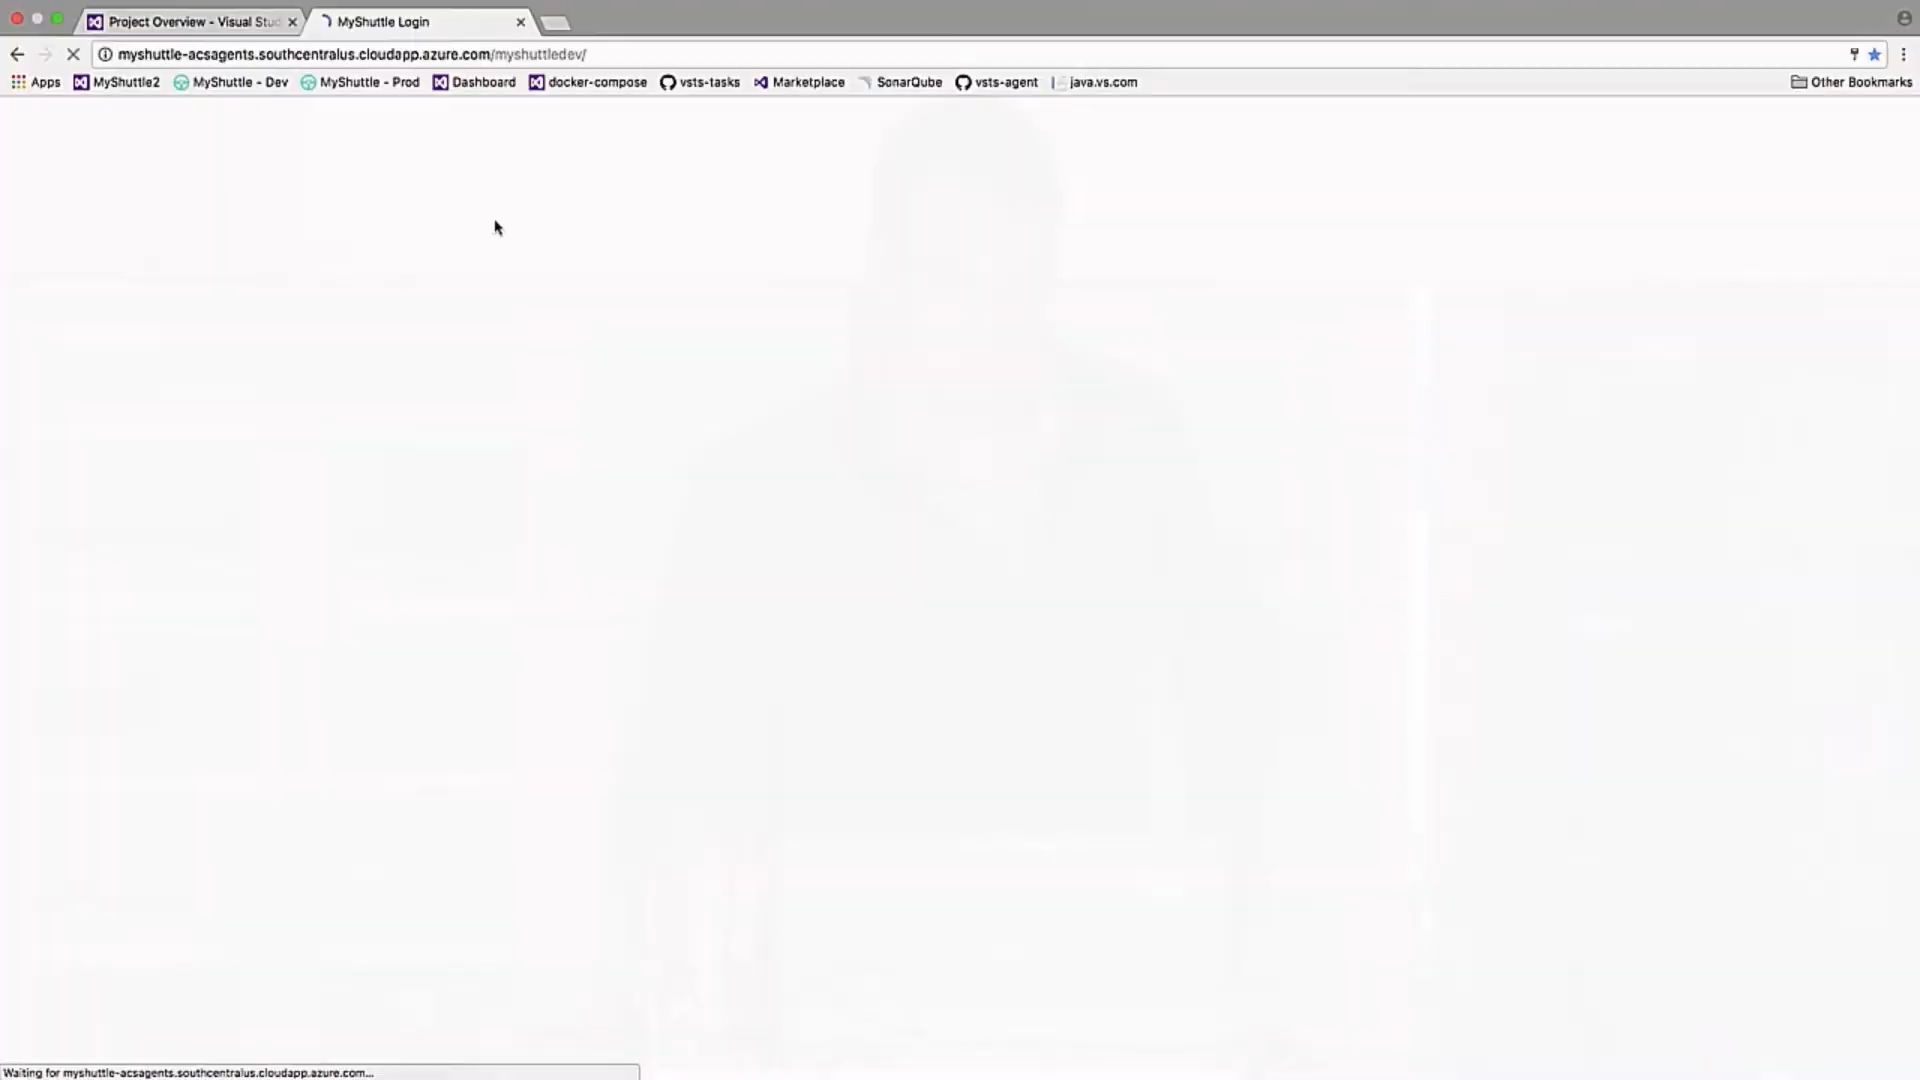 Project Overview - Visual Stud
MyShuttle Login
myshuttle-acsagents.southcentralus.cloudapp.azure.com/myshuttledev/
Apps MyShuttle2 MyShuttle - Dev MyShuttle - Prod Dashboard docker-compose vsts-tasks Marketplace SonarQube vsts-agent java.vs.com Other Bookmarks
Waiting for myshuttle-acsagents.southcentralus.cloudapp.azure.com...